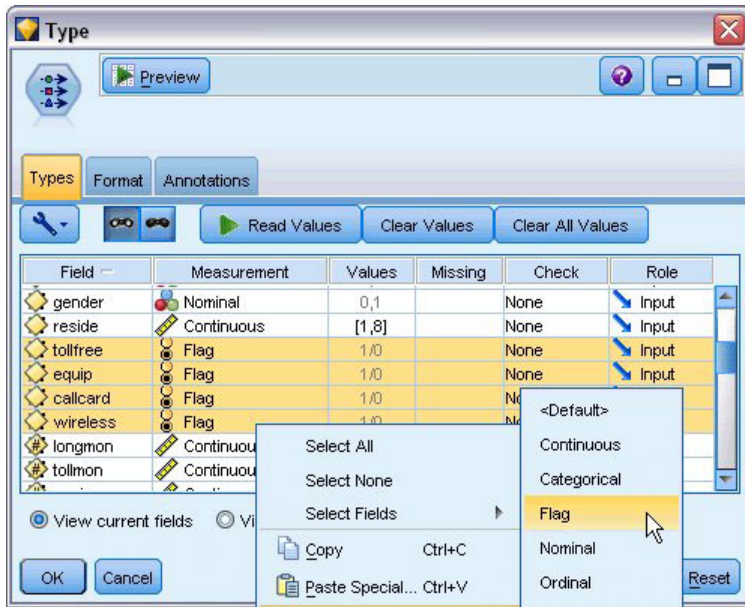 Type
Preview
Types Format Annotations
Read Values Clear Values Clear All Values
Field Measurement Values Missing Check Role
gender Nominal 0,1 None Input
reside Continuous [1,8] None Input
tollfree Flag 1/0 None Input
equip Flag 1/0 None Input
callcard Flag 1/0
wireless Flag 1/0
longmon
tollmon
Select All
Select None
Select Fields
Copy Ctrl+C
Paste Special... Ctrl+V
<Default>
Continuous
Categorical
Flag
Nominal
Ordinal
View current fields
OK Cancel Reset